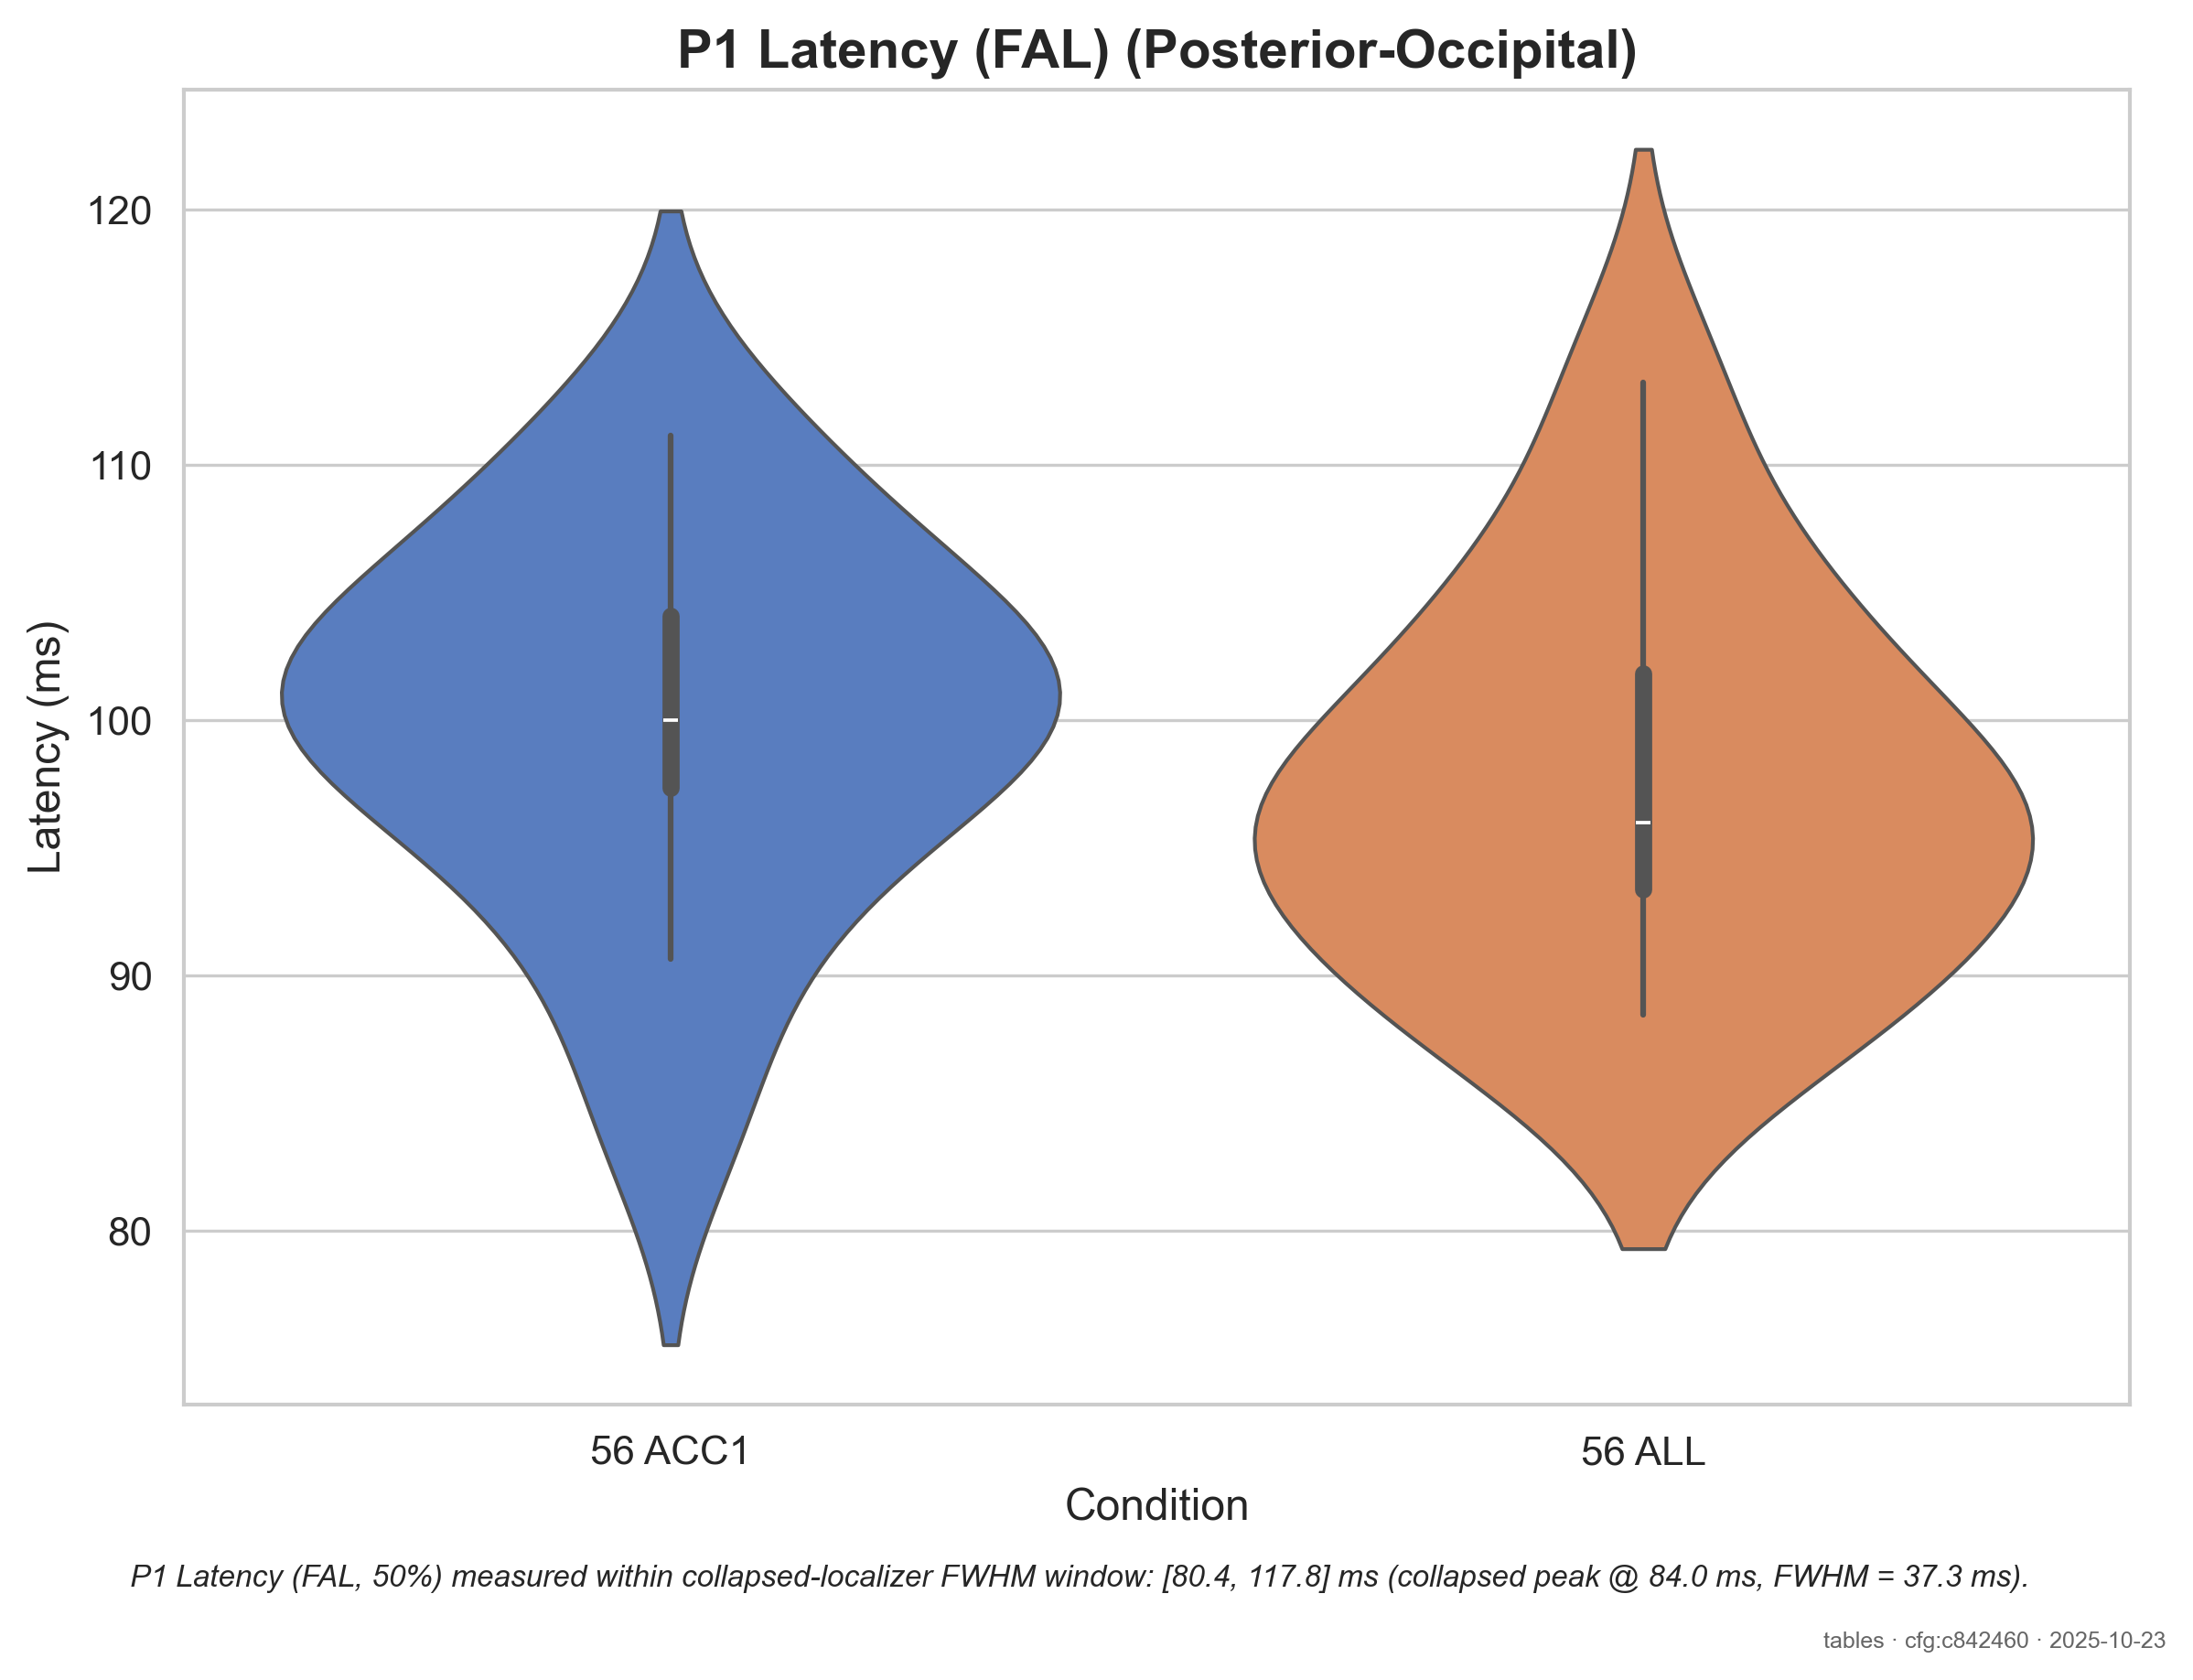 P1 Latency (FAL) (Posterior-Occipital)
Latency (ms)
120
110
100
90
80
56 ACC1
56 ALL
Condition
P1 Latency (FAL, 50%) measured within collapsed-localizer FWHM window: [80.4, 117.8] ms (collapsed peak @ 84.0 ms, FWHM = 37.3 ms).
tables · cfg:c842460 · 2025-10-23